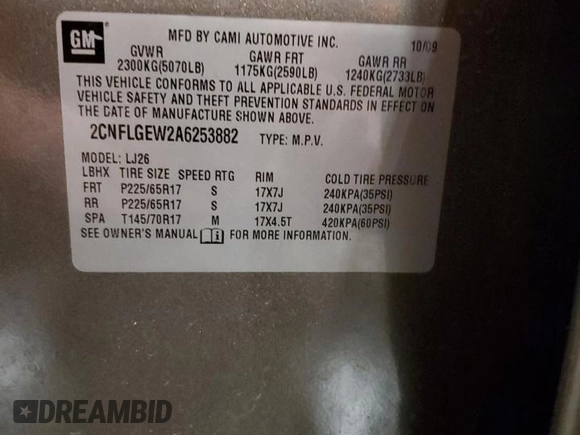 GM
MFD BY CAMI AUTOMOTIVE INC. 10/09
GVWR GAWR FRT GAWR RR
2300KG(5070LB) 1175KG(2590LB) 1240KG(2733LB)
THIS VEHICLE CONFORMS TO ALL APPLICABLE U.S. FEDERAL MOTOR
VEHICLE SAFETY AND THEFT PREVENTION STANDARDS IN EFFECT ON
THE DATE OF MANUFACTURE SHOWN ABOVE.
2CNFLGEW2A6253882 TYPE: M.P.V.
MODEL: LJ26
LBHX TIRE SIZE SPEED RTG RIM COLD TIRE PRESSURE
FRT P225/65R17 S 17X7J 240KPA(35PSI)
RR P225/65R17 S 17X7J 240KPA(35PSI)
SPA T145/70R17 M 17X4.5T 420KPA(60PSI)
SEE OWNER'S MANUAL FOR MORE INFORMATION.
DREAMBID